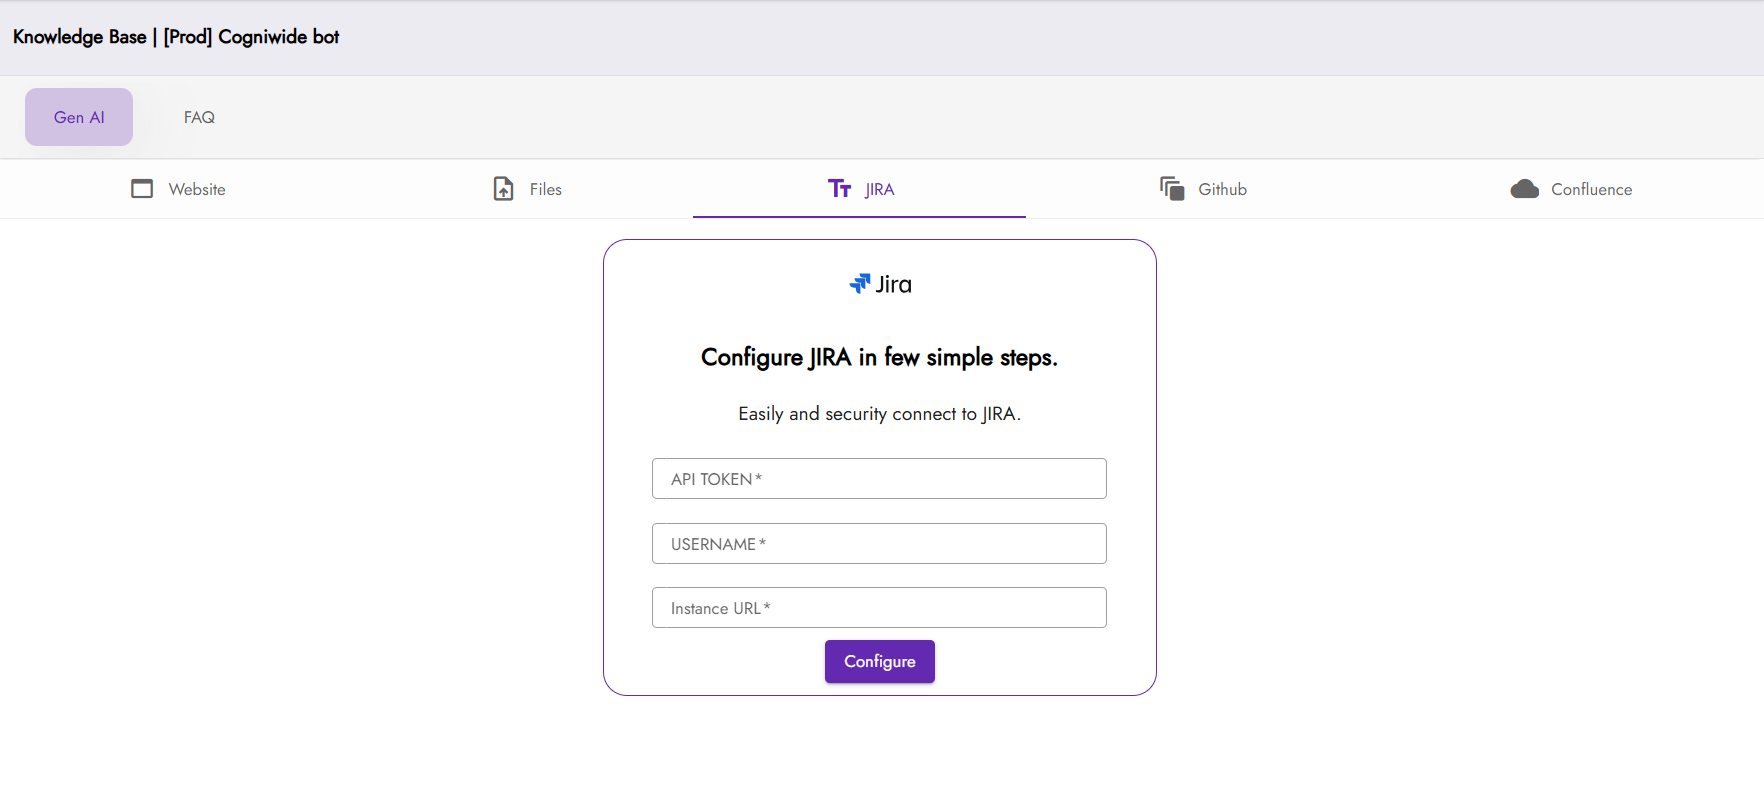 Knowledge Base | [Prod] Cogniwide bot
Gen AI
FAQ
Website
Files
JIRA
Github
Confluence
Jira
Configure JIRA in few simple steps.
Easily and security connect to JIRA.
API TOKEN*
USERNAME*
Instance URL*
Configure